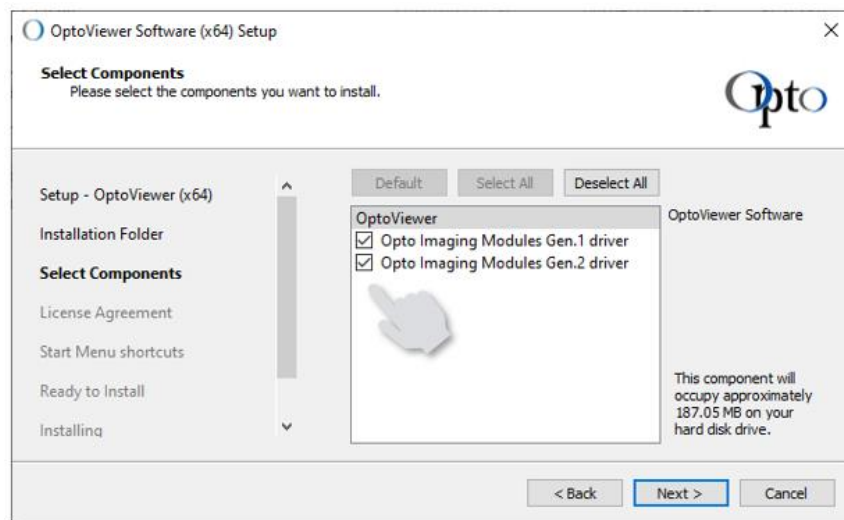 OptoViewer Software (x64) Setup
Select Components
Please select the components you want to install.
Opto
Setup - OptoViewer (x64)
Installation Folder
Select Components
License Agreement
Start Menu shortcuts
Ready to Install
Installing
Default Select All Deselect All
OptoViewer
Opto Imaging Modules Gen.1 driver
Opto Imaging Modules Gen.2 driver
OptoViewer Software
This component will
occupy approximately
187.05 MB on your
hard disk drive.
< Back Next > Cancel